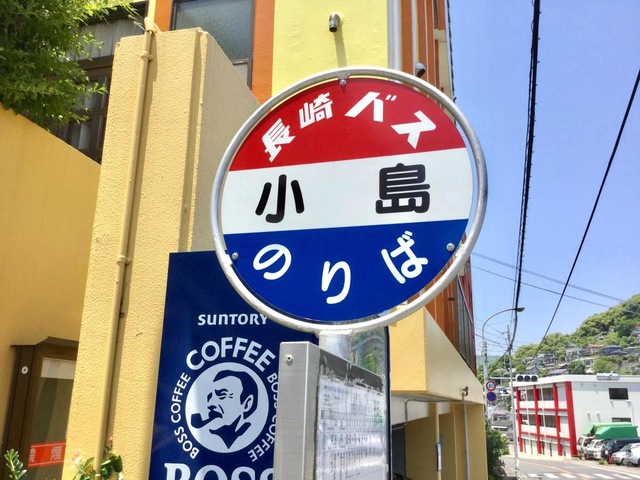 長崎バス
小島
のりば
SUNTORY
COFFEE
BOSS COFFEE
BOSS COFFEE
BOSS